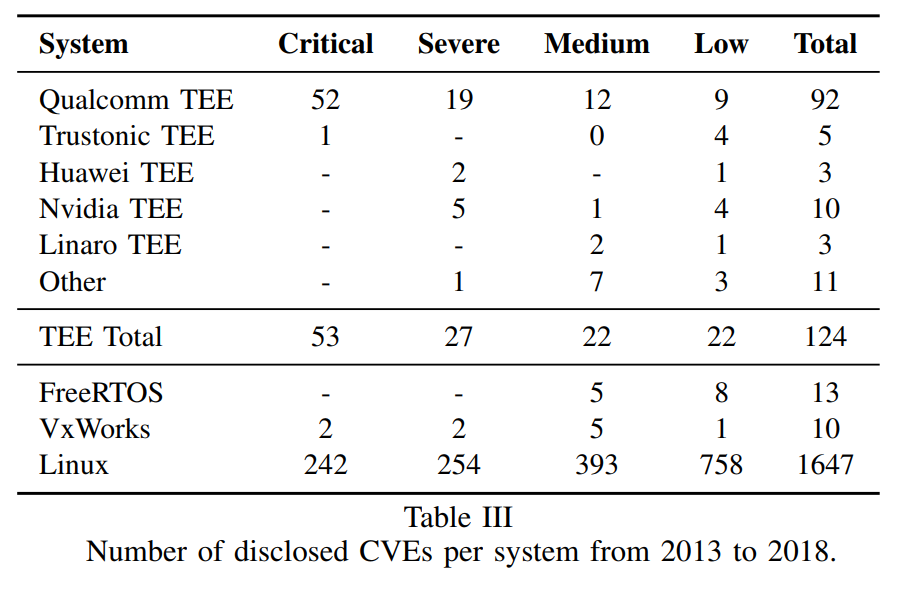 System Critical Severe Medium Low Total
Qualcomm TEE 52 19 12 9 92
Trustonic TEE 1 - 0 4 5
Huawei TEE - 2 - 1 3
Nvidia TEE - 5 1 4 10
Linaro TEE - - 2 1 3
Other - 1 7 3 11
TEE Total 53 27 22 22 124
FreeRTOS - - 5 8 13
VxWorks 2 2 5 1 10
Linux 242 254 393 758 1647
Table III
Number of disclosed CVEs per system from 2013 to 2018.